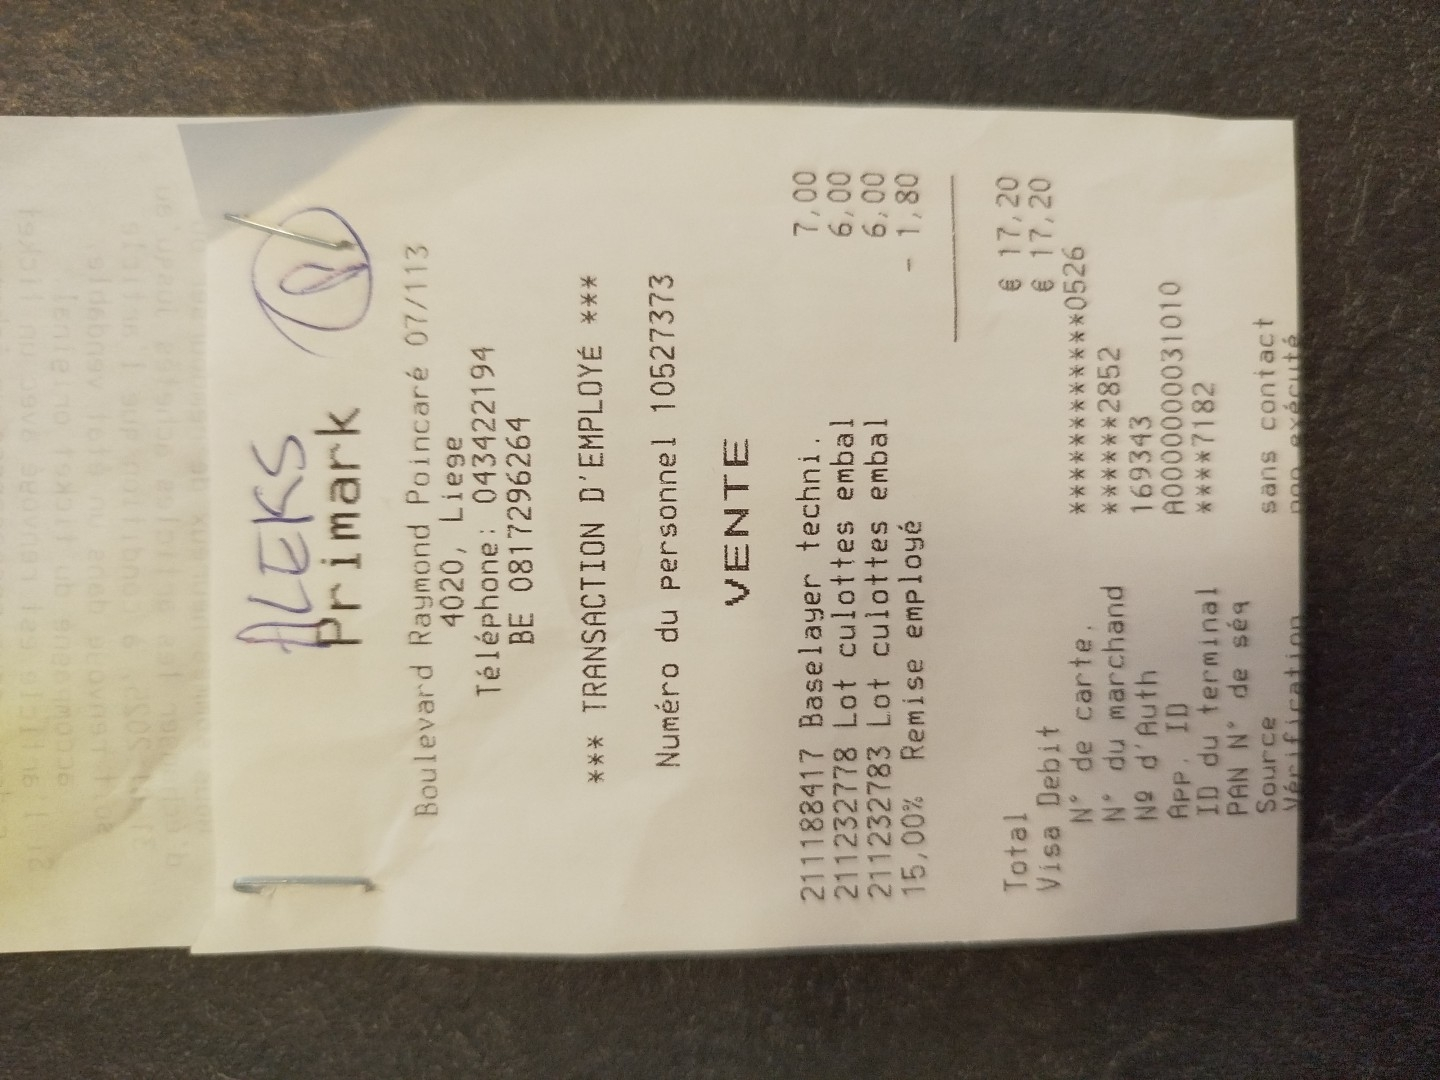 ALEKS
Primark
Boulevard Raymond Poincaré 07/113
4020, Liege
Téléphone: 043422194
BE 0817296264
*** TRANSACTION D'EMPLOYÉ ***
Numéro du personnel 10527373
VENTE
211188417 Baselayer techni. 7,00
211232778 Lot culottes embal 6,00
211232783 Lot culottes embal 6,00
15,00% Remise employé - 1,80
Total € 17,20
Visa Debit € 17,20
N° de carte. ************0526
N° du marchand ******2852
Nº d'Auth 169343
App. ID A0000000031010
ID du terminal ****7182
PAN N° de séq
Source sans contact
Vérification non exécuté